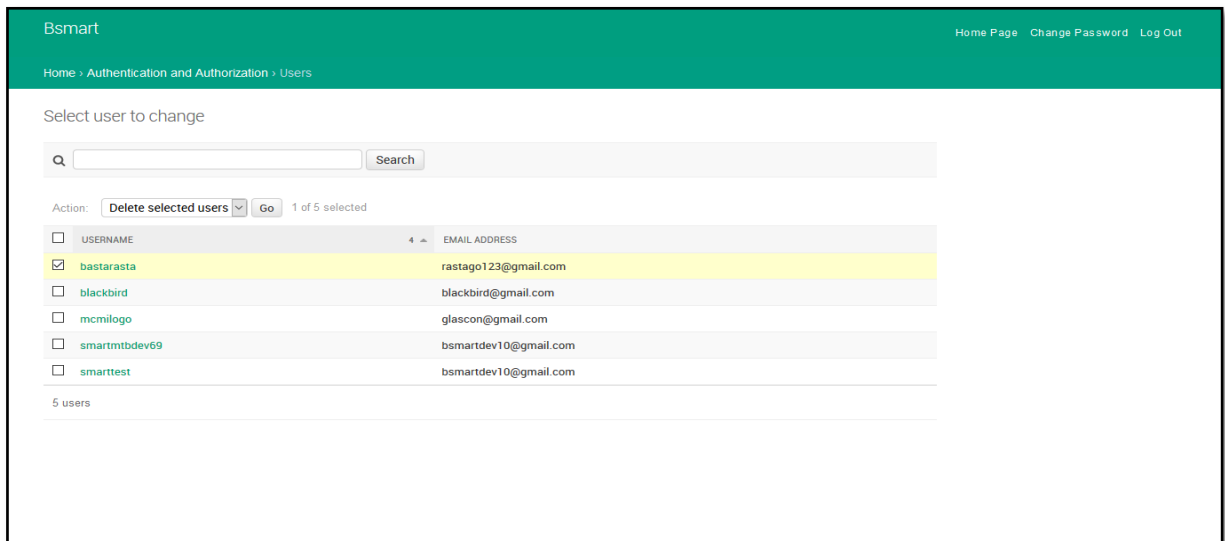 Bsmart
Home Page Change Password Log Out
Home › Authentication and Authorization › Users
Select user to change
Search
Action: Delete selected users Go 1 of 5 selected
USERNAME 4 EMAIL ADDRESS
bastarasta rastago123@gmail.com
blackbird blackbird@gmail.com
mcmilogo glascon@gmail.com
smartmtbdev69 bsmartdev10@gmail.com
smarttest bsmartdev10@gmail.com
5 users